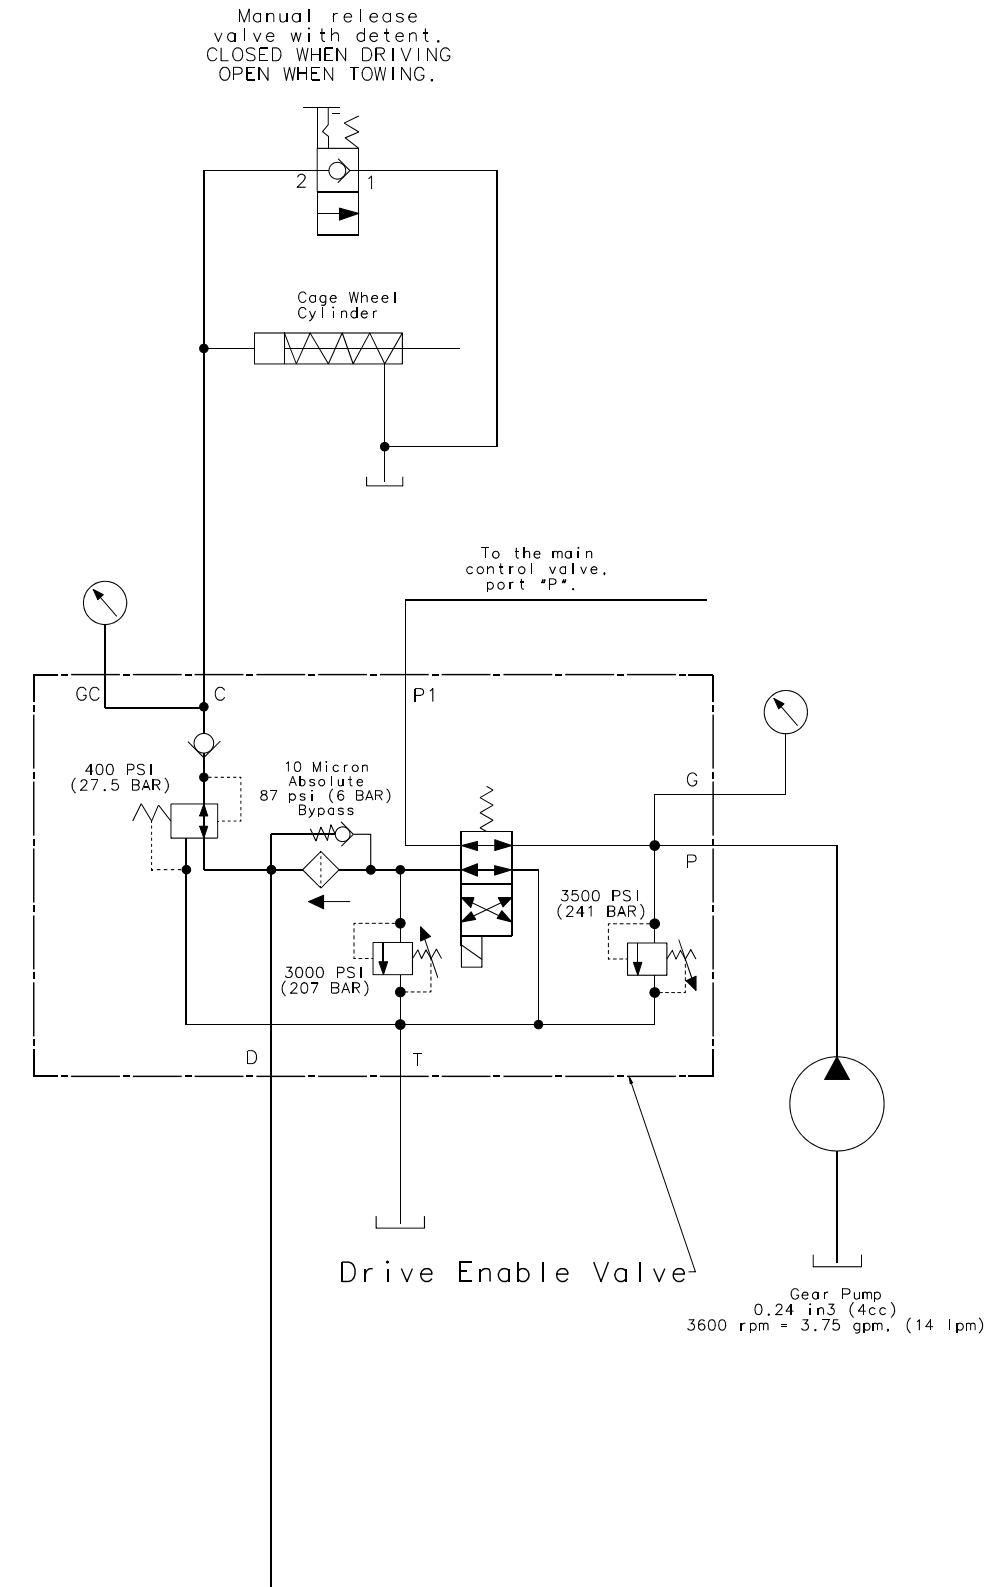 Manual release
valve with detent.
CLOSED WHEN DRIVING
OPEN WHEN TOWING.
2
1
Cage Wheel
Cylinder
To the main
control valve,
port "P".
GC
C
P1
G
P
400 PSI
(27.5 BAR)
10 Micron
Absolute
87 psi (6 BAR)
Bypass
3500 PSI
(241 BAR)
3000 PSI
(207 BAR)
D
T
Drive Enable Valve
Gear Pump
0.24 in3 (4cc)
3600 rpm = 3.75 gpm, (14 lpm)